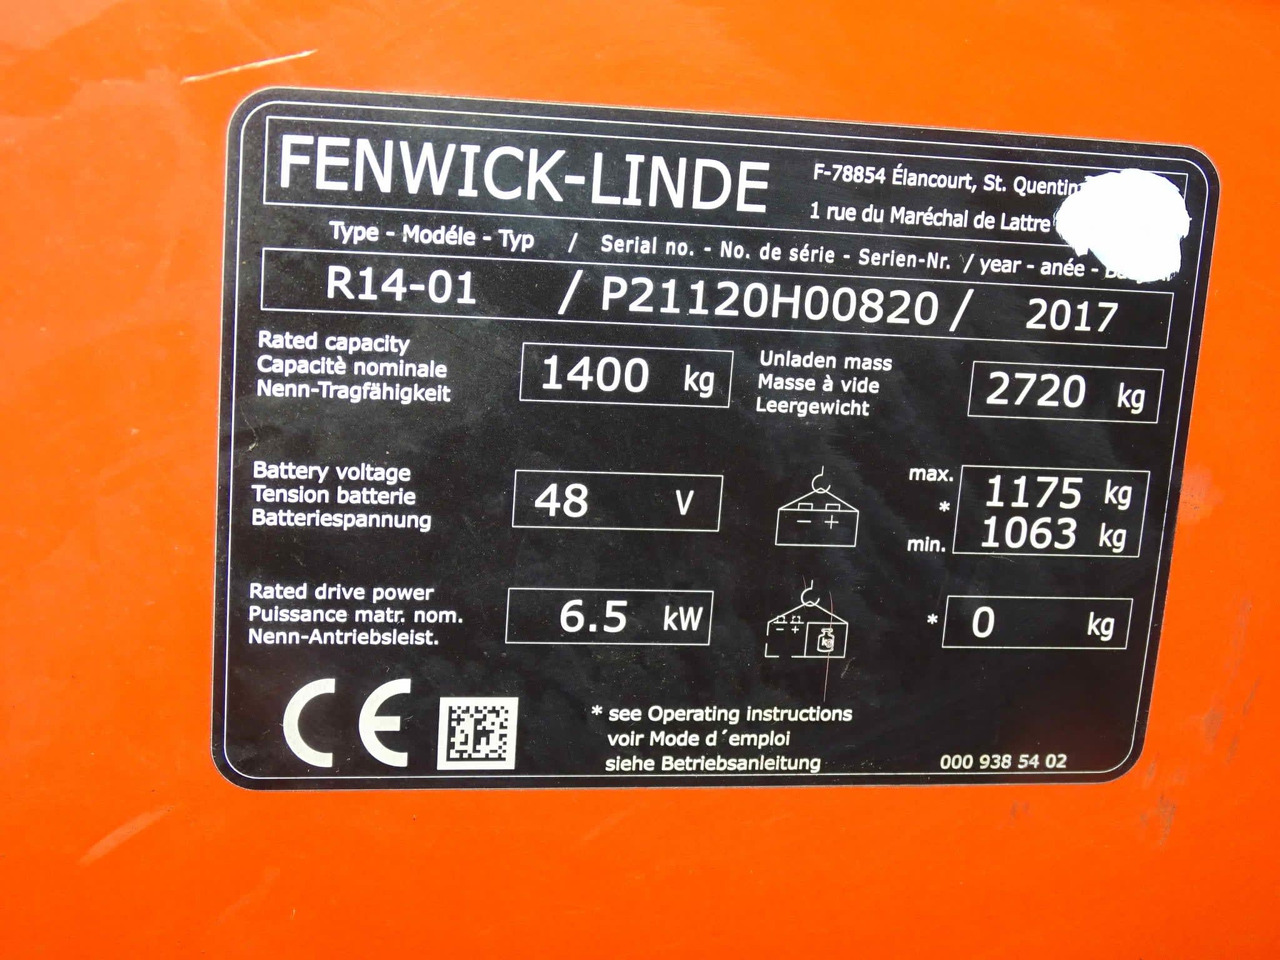 FENWICK-LINDE
F-78854 Élancourt, St. Quentin
1 rue du Maréchal de Lattre
Type - Modéle - Typ / Serial no. - No. de série - Serien-Nr. / year - anée -
R14-01 / P21120H00820 / 2017
Rated capacity
Capacitè nominale
Nenn-Tragfähigkeit
1400 kg
Unladen mass
Masse à vide
Leergewicht
2720 kg
Battery voltage
Tension batterie
Batteriespannung
48 V
- +
max.
*
min.
1175 kg
1063 kg
Rated drive power
Puissance matr. nom.
Nenn-Antriebsleist.
6.5 kW
- +
kg
*
0 kg
CE
* see Operating instructions
voir Mode d´emploi
siehe Betriebsanleitung
000 938 54 02